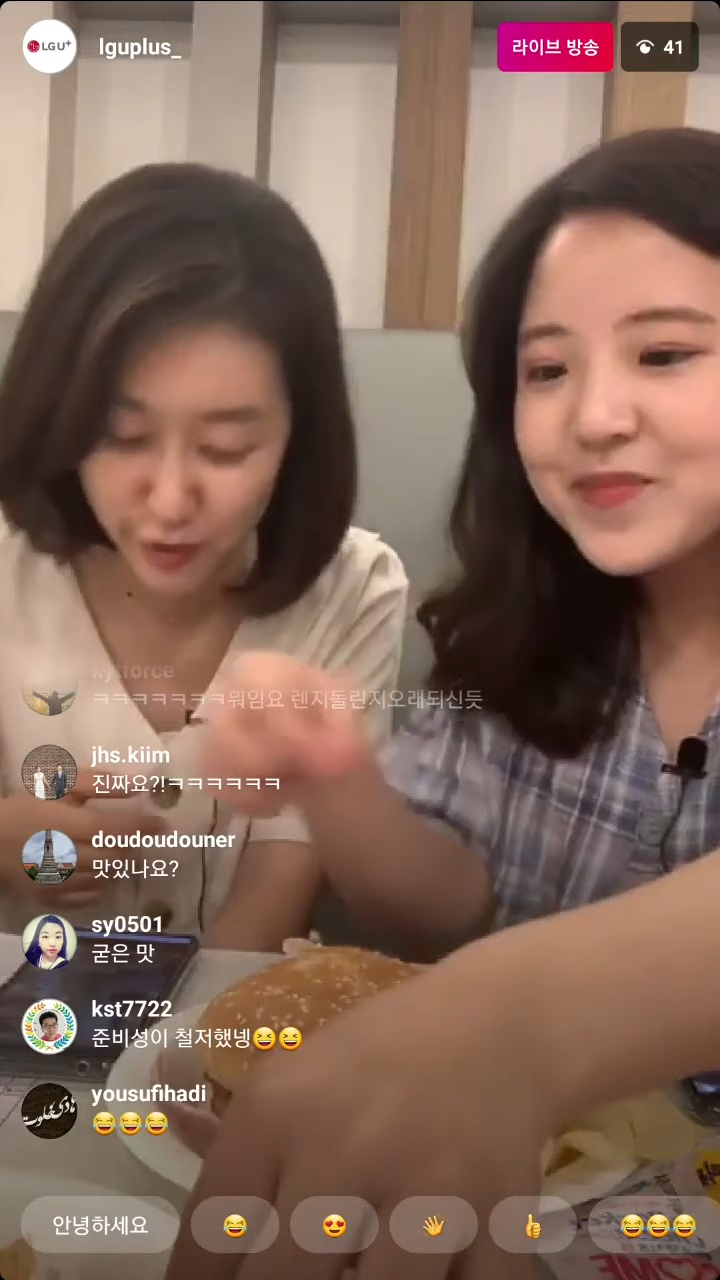 LG U+
lguplus_
라이브 방송
41
ㅋㅋㅋㅋㅋㅋㅋ뭐임요 렌지돌린지오래되신듯
jhs.kiim
진짜요?!ㅋㅋㅋㅋㅋㅋ
doudoudouner
맛있나요?
sy0501
굳은 맛
kst7722
준비성이 철저했넹😆😆
yousufihadi
😂😂😂
안녕하세요
😂
😍
👋
👍
😂😂😂